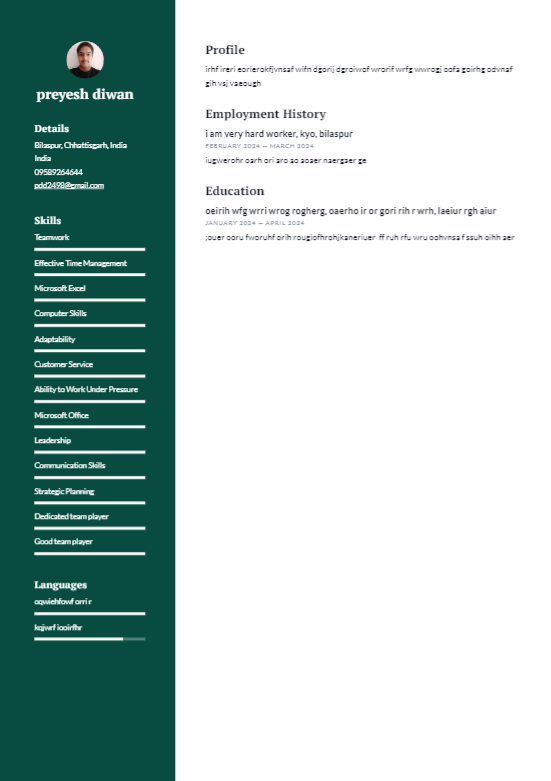 preyesh diwan
Details
Bilaspur, Chhattisgarh, India
India
09589264644
pdd2498@gmail.com
Skills
Teamwork
Effective Time Management
Microsoft Excel
Computer Skills
Adaptability
Customer Service
Ability to Work Under Pressure
Microsoft Office
Leadership
Communication Skills
Strategic Planning
Dedicated team player
Good team player
Languages
oqwiehfowf orri r
kqjwrf iooirfhr
Profile
irhf ireri eorierokfjvnsaf wifn dgorij dgroiwof wrorif wrfg wwrogj oofa goirhg odvnaf
gih vsj vaeough
Employment History
i am very hard worker, kyo, bilaspur
FEBRUARY 2024 — MARCH 2024
iugwerohr oarh ori aro ao aoaer naergaer ge
Education
oeirih wfg wrri wrog rogherg, oaerho ir or gori rih r wrh, laeiur rgh aiur
JANUARY 2024 — APRIL 2024
;ouer ooru fworuhf orih rougiofhrohjkaneriuer ff ruh rfu wru oohvnsa f ssuh oihh aer